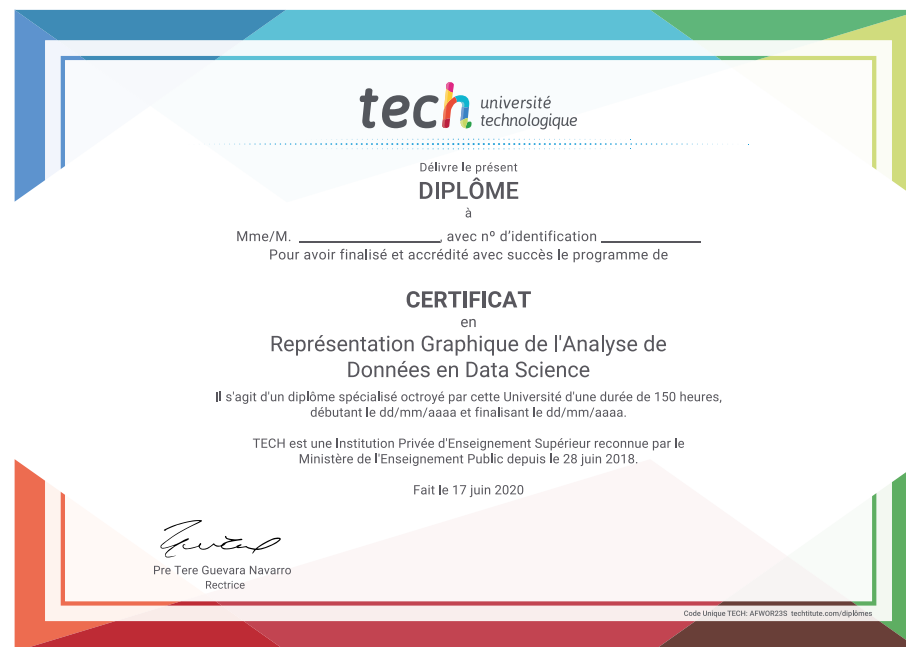 tech université
technologique
Délivre le présent
DIPLÔME
à
Mme/M. ____________, avec nº d'identification ____________
Pour avoir finalisé et accrédité avec succès le programme de
CERTIFICAT
en
Représentation Graphique de l'Analyse de
Données en Data Science
Il s'agit d'un diplôme spécialisé octroyé par cette Université d'une durée de 150 heures,
débutant le dd/mm/aaaa et finalisant le dd/mm/aaaa.
TECH est une Institution Privée d'Enseignement Supérieur reconnue par le
Ministère de l'Enseignement Public depuis le 28 juin 2018.
Fait le 17 juin 2020
Pre Tere Guevara Navarro
Rectrice
Code Unique TECH: AFWOR23S techtitute.com/diplômes